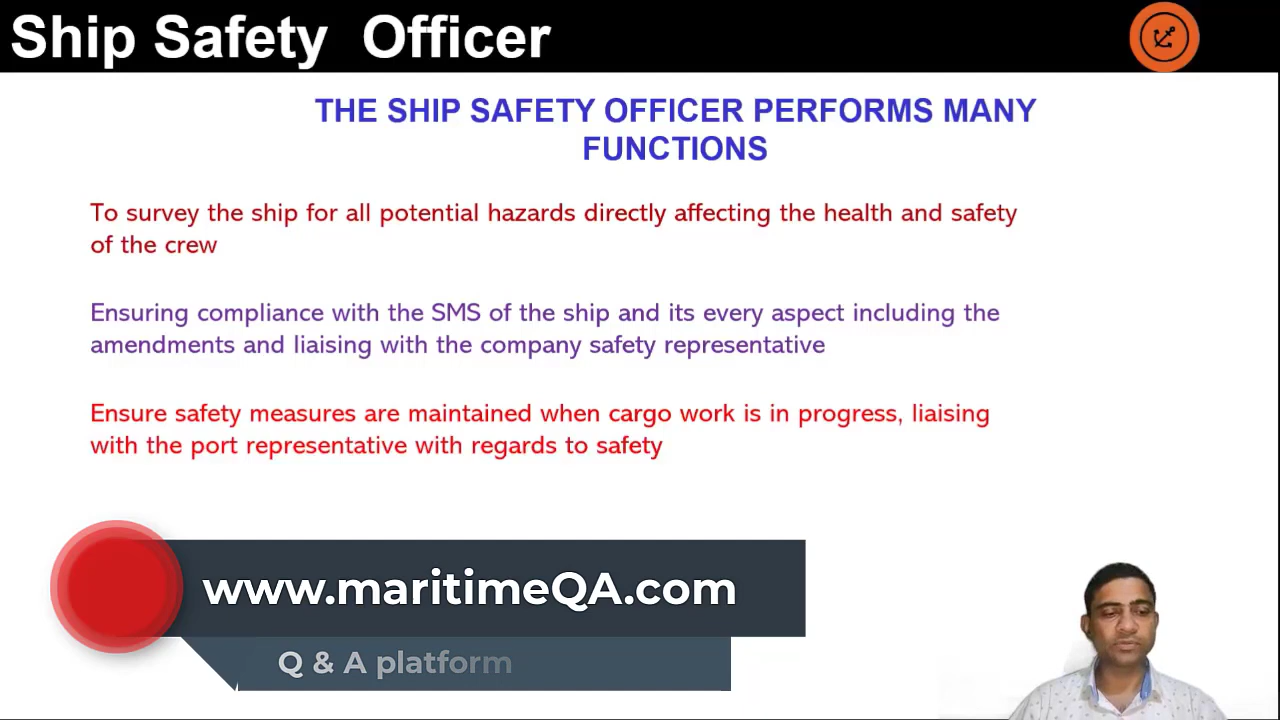 Ship Safety Officer
THE SHIP SAFETY OFFICER PERFORMS MANY
FUNCTIONS
To survey the ship for all potential hazards directly affecting the health and safety
of the crew
Ensuring compliance with the SMS of the ship and its every aspect including the
amendments and liaising with the company safety representative
Ensure safety measures are maintained when cargo work is in progress, liaising
with the port representative with regards to safety
www.maritimeQA.com
Q & A platform